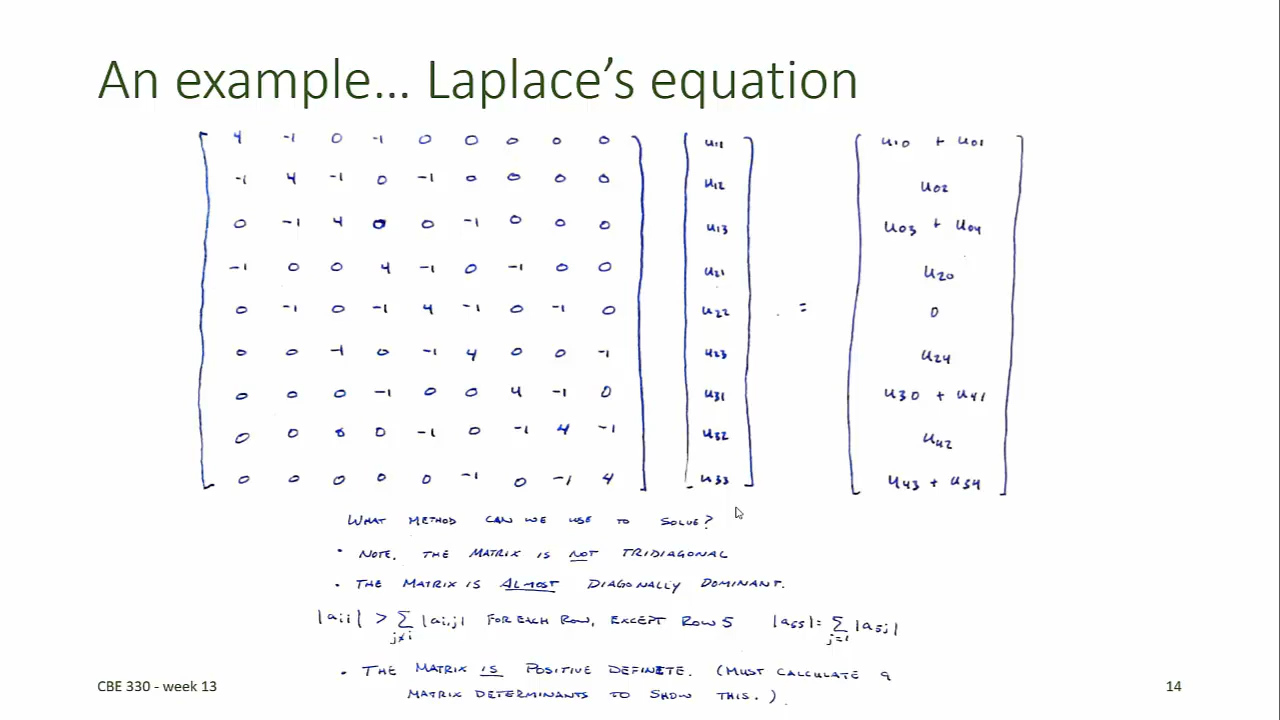 An example... Laplace's equation
4 -1 0 -1 0 0 0 0 0 u11 u10 + u01
-1 4 -1 0 -1 0 0 0 0 u12 u02
0 -1 4 0 0 -1 0 0 0 u13 u03 + u04
-1 0 0 4 -1 0 -1 0 0 u21 u20
0 -1 0 -1 4 -1 0 -1 0 u22 = 0
0 0 -1 0 -1 4 0 0 -1 u23 u24
0 0 0 -1 0 0 4 -1 0 u31 u30 + u41
0 0 0 0 -1 0 -1 4 -1 u32 u42
0 0 0 0 0 -1 0 -1 4 u33 u43 + u34
WHAT METHOD CAN WE USE TO SOLVE?
• NOTE. THE MATRIX IS NOT TRIDIAGONAL
• THE MATRIX IS ALMOST DIAGONALLY DOMINANT.
|aii| > ∑ |ai,j| FOR EACH ROW, EXCEPT ROW 5 |a55| = ∑ |a5j|
j≠i j=1
• THE MATRIX IS POSITIVE DEFINITE. (MUST CALCULATE 9
MATRIX DETERMINANTS TO SHOW THIS.)
CBE 330 - week 13
14